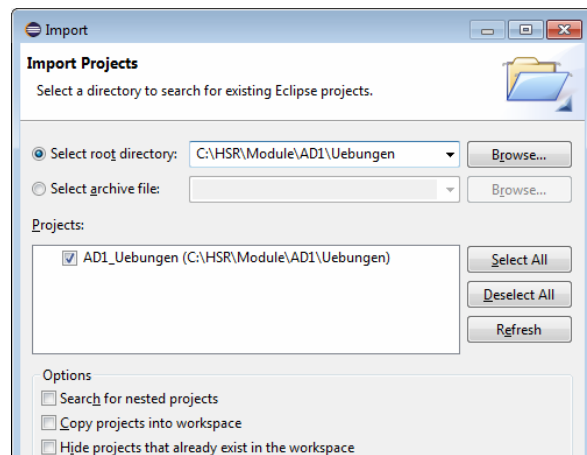 Import
Import Projects
Select a directory to search for existing Eclipse projects.
Select root directory: C:\HSR\Module\AD1\Uebungen Browse...
Select archive file: Browse...
Projects:
AD1_Uebungen (C:\HSR\Module\AD1\Uebungen) Select All
Deselect All
Refresh
Options
Search for nested projects
Copy projects into workspace
Hide projects that already exist in the workspace